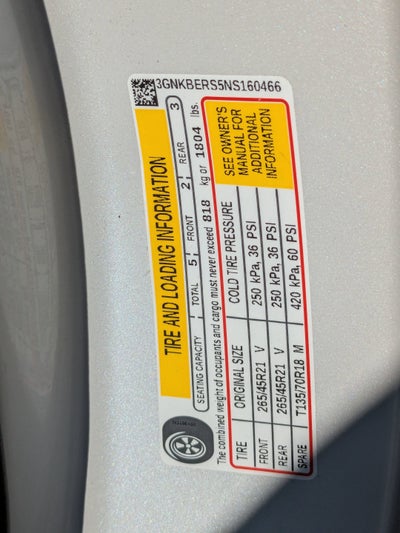 3GNKBERS5NS160466
TIRE AND LOADING INFORMATION
SEATING CAPACITY TOTAL 5 FRONT 2 REAR 3
The combined weight of occupants and cargo must never exceed 818 kg or 1804 lbs.
TIRE ORIGINAL SIZE COLD TIRE PRESSURE
FRONT 265/45R21 V 250 kPa, 36 PSI
REAR 265/45R21 V 250 kPa, 36 PSI
SPARE T135/70R18 M 420 kPa, 60 PSI
SEE OWNER'S
MANUAL FOR
ADDITIONAL
INFORMATION